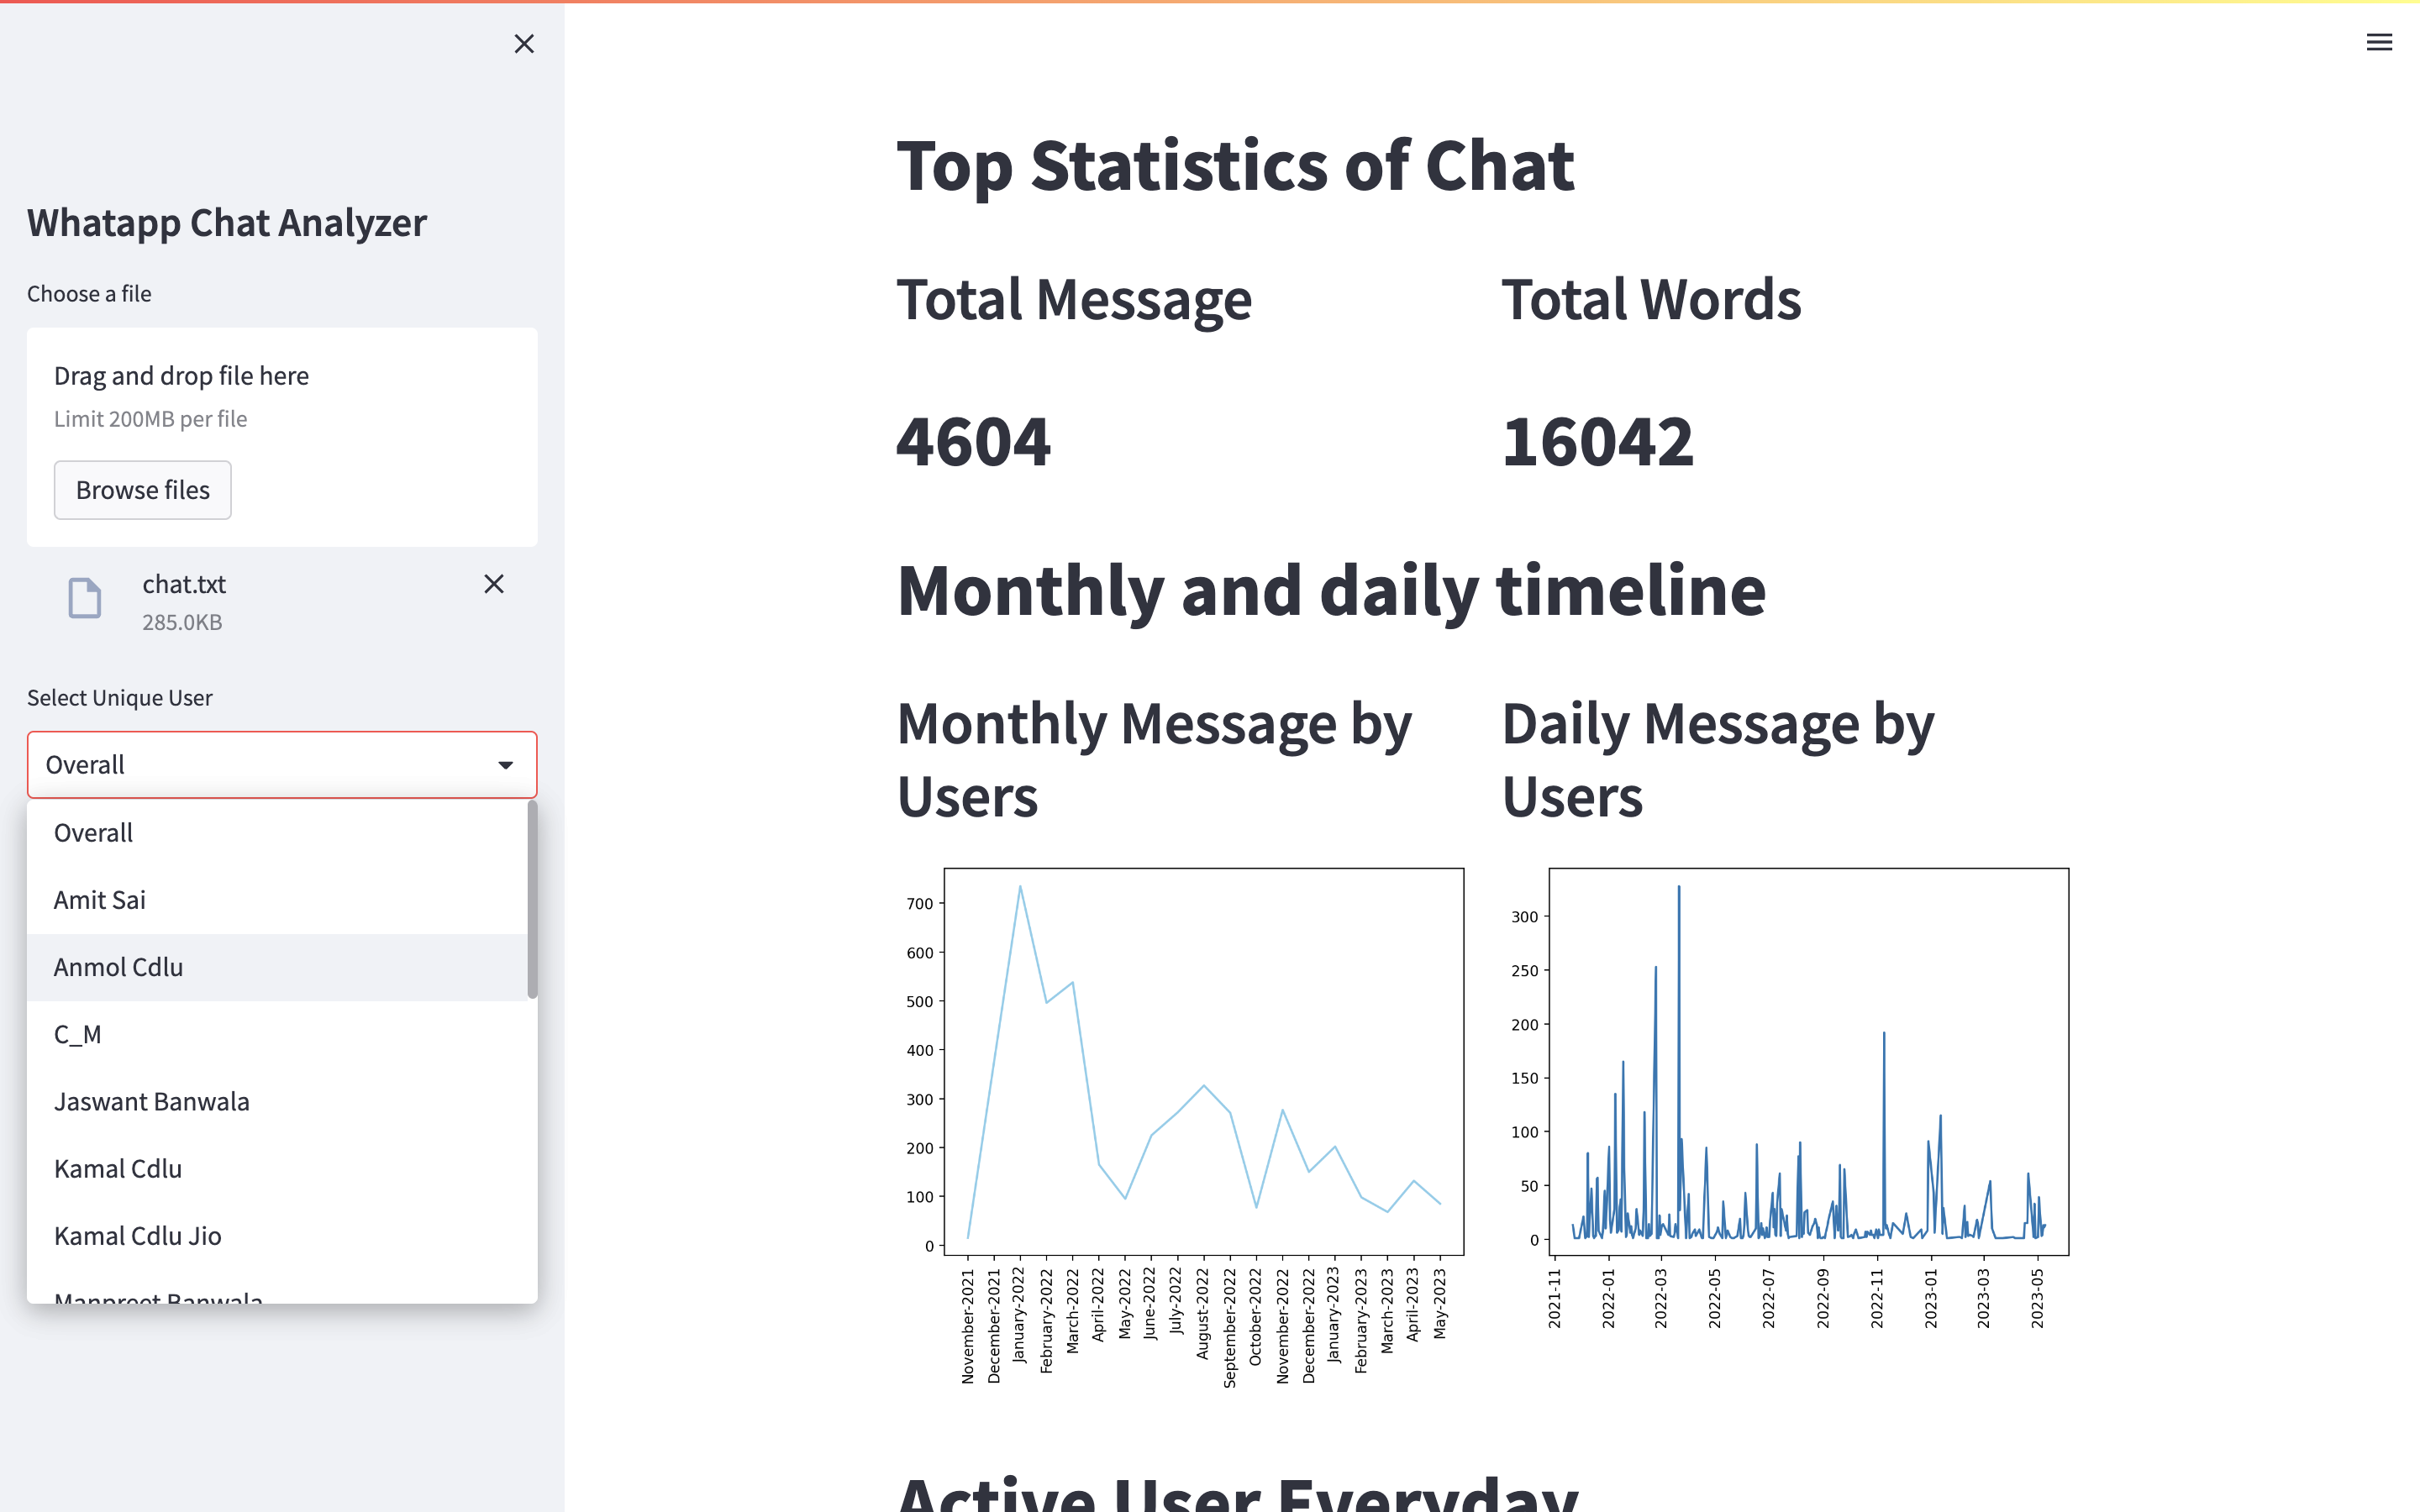 Whatapp Chat Analyzer
Choose a file
Drag and drop file here
Limit 200MB per file
Browse files
chat.txt
285.0KB
Select Unique User
Overall
Overall
Amit Sai
Anmol Cdlu
C_M
Jaswant Banwala
Kamal Cdlu
Kamal Cdlu Jio
Manpreet Banwala
Top Statistics of Chat
Total Message
4604
Total Words
16042
Monthly and daily timeline
Monthly Message by
Users
700
600
500
400
300
200
100
0
November-2021
December-2021
January-2022
February-2022
March-2022
April-2022
May-2022
June-2022
July-2022
August-2022
September-2022
October-2022
November-2022
December-2022
January-2023
February-2023
March-2023
April-2023
May-2023
Daily Message by
Users
300
250
200
150
100
50
0
2021-11
2022-01
2022-03
2022-05
2022-07
2022-09
2022-11
2023-01
2023-03
2023-05
Active User Everyday